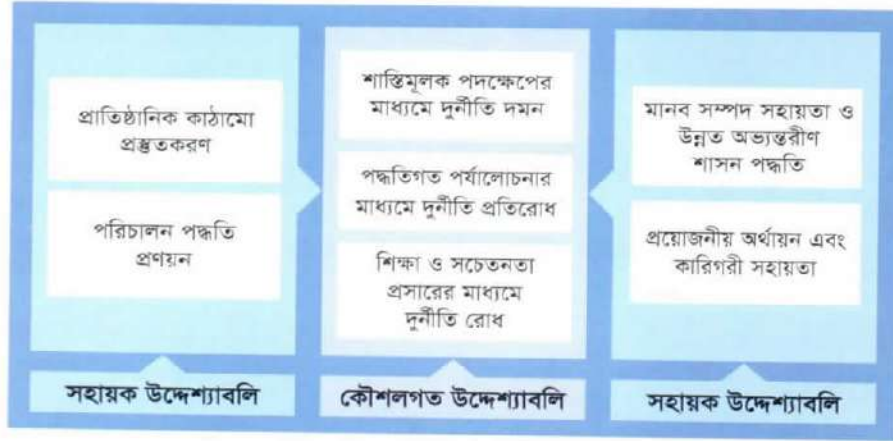 প্রাতিষ্ঠানিক কাঠামো
প্রস্তুতকরণ
পরিচালন পদ্ধতি
প্রণয়ন
সহায়ক উদ্দেশ্যাবলি
শাস্তিমূলক পদক্ষেপের
মাধ্যমে দুর্নীতি দমন
পদ্ধতিগত পর্যালোচনার
মাধ্যমে দুর্নীতি প্রতিরোধ
শিক্ষা ও সচেতনতা
প্রসারের মাধ্যমে
দুর্নীতি রোধ
কৌশলগত উদ্দেশ্যাবলি
মানব সম্পদ সহায়তা ও
উন্নত অভ্যন্তরীণ
শাসন পদ্ধতি
প্রয়োজনীয় অর্থায়ন এবং
কারিগরী সহায়তা
সহায়ক উদ্দেশ্যাবলি